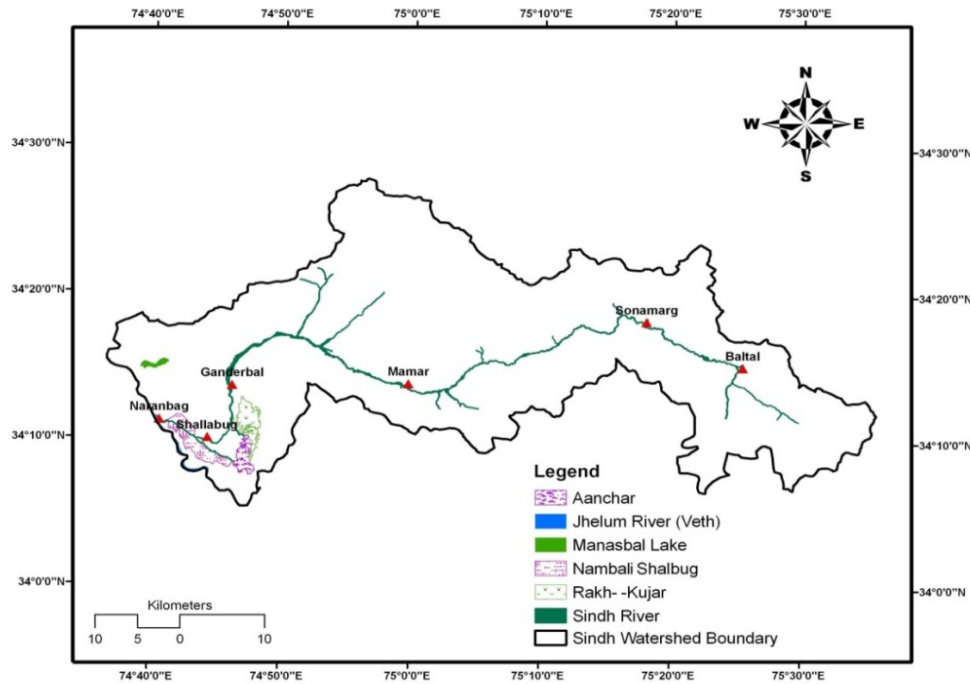 74°40'0"E 74°50'0"E 75°0'0"E 75°10'0"E 75°20'0"E 75°30'0"E
N
W E
S
34°30'0"N 34°30'0"N
34°20'0"N 34°20'0"N
Sonamarg
Baltal
Ganderbal Mamar
Naranbag
Shallabug
34°10'0"N 34°10'0"N
Legend
Aanchar
Jhelum River (Veth)
Manasbal Lake
Nambali Shalbug
Rakh- -Kujar
Sindh River
Sindh Watershed Boundary
34°0'0"N 34°0'0"N
Kilometers
10 5 0 10
74°40'0"E 74°50'0"E 75°0'0"E 75°10'0"E 75°20'0"E 75°30'0"E